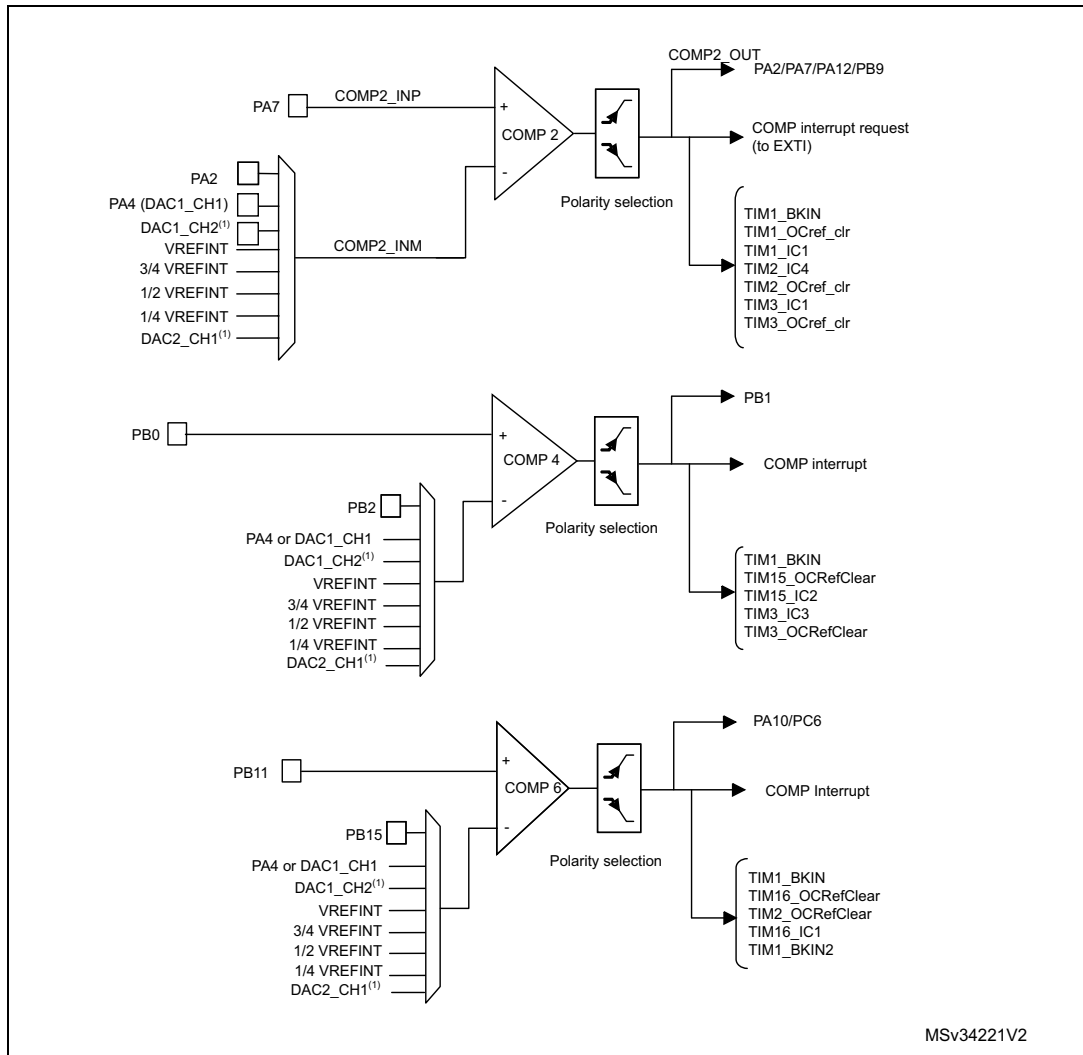 COMP2_OUT
PA2/PA7/PA12/PB9
PA7
COMP2_INP
+
COMP 2
-
COMP interrupt request
(to EXTI)
Polarity selection
PA2
PA4 (DAC1_CH1)
DAC1_CH2(1)
VREFINT
3/4 VREFINT
1/2 VREFINT
1/4 VREFINT
DAC2_CH1(1)
COMP2_INM
TIM1_BKIN
TIM1_OCref_clr
TIM1_IC1
TIM2_IC4
TIM2_OCref_clr
TIM3_IC1
TIM3_OCref_clr
PB1
PB0
+
COMP 4
-
COMP interrupt
Polarity selection
PB2
PA4 or DAC1_CH1
DAC1_CH2(1)
VREFINT
3/4 VREFINT
1/2 VREFINT
1/4 VREFINT
DAC2_CH1(1)
TIM1_BKIN
TIM15_OCRefClear
TIM15_IC2
TIM3_IC3
TIM3_OCRefClear
PA10/PC6
PB11
+
COMP 6
-
COMP Interrupt
Polarity selection
PB15
PA4 or DAC1_CH1
DAC1_CH2(1)
VREFINT
3/4 VREFINT
1/2 VREFINT
1/4 VREFINT
DAC2_CH1(1)
TIM1_BKIN
TIM16_OCRefClear
TIM2_OCRefClear
TIM16_IC1
TIM1_BKIN2
MSv34221V2